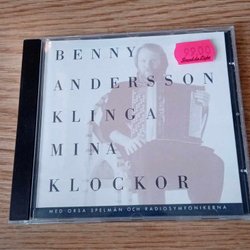 BENNY
ANDERSSON
KLINGA
MINA
KLOCKOR
MED ORSA SPELMÄN OCH RADIOSYMFONIKERNA